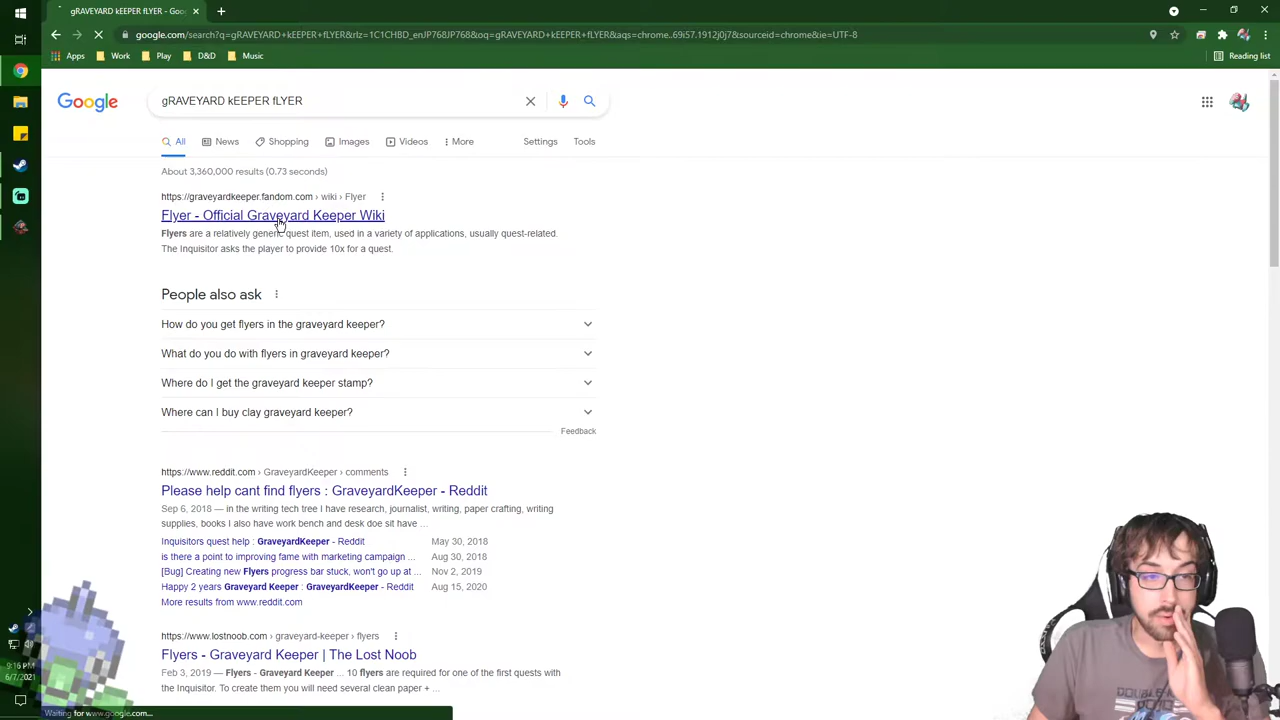 gRAVEYARD kEEPER fLYER - Goo
google.com/search?q=gRAVEYARD+kEEPER+fLYER&rlz=1C1CHBD_enJP768JP768&oq=gRAVEYARD+kEEPER+fLYER&aqs=chrome..69i57.1912j0j7&sourceid=chrome&ie=UTF-8
Apps Work Play D&D Music Reading list
Google gRAVEYARD kEEPER fLYER
All News Shopping Images Videos More Settings Tools
About 3,360,000 results (0.73 seconds)
https://graveyardkeeper.fandom.com › wiki › Flyer
Flyer - Official Graveyard Keeper Wiki
Flyers are a relatively generic quest item, used in a variety of applications, usually quest-related.
The Inquisitor asks the player to provide 10x for a quest.
People also ask
How do you get flyers in the graveyard keeper?
What do you do with flyers in graveyard keeper?
Where do I get the graveyard keeper stamp?
Where can I buy clay graveyard keeper?
Feedback
https://www.reddit.com › GraveyardKeeper › comments
Please help cant find flyers : GraveyardKeeper - Reddit
Sep 6, 2018 — in the writing tech tree I have research, journalist, writing, paper crafting, writing
supplies, books I also have work bench and desk doe sit have ...
Inquisitors quest help : GraveyardKeeper - Reddit May 30, 2018
is there a point to improving fame with marketing campaign ... Aug 30, 2018
[Bug] Creating new Flyers progress bar stuck, won't go up at ... Nov 2, 2019
Happy 2 years Graveyard Keeper : GraveyardKeeper - Reddit Aug 15, 2020
More results from www.reddit.com
https://www.lostnoob.com › graveyard-keeper › flyers
Flyers - Graveyard Keeper | The Lost Noob
Feb 3, 2019 — Flyers - Graveyard Keeper ... 10 flyers are required for one of the first quests with
the Inquisitor. To create them you will need several clean paper + ...
9:16 PM
6/7/2021
Waiting for www.google.com...